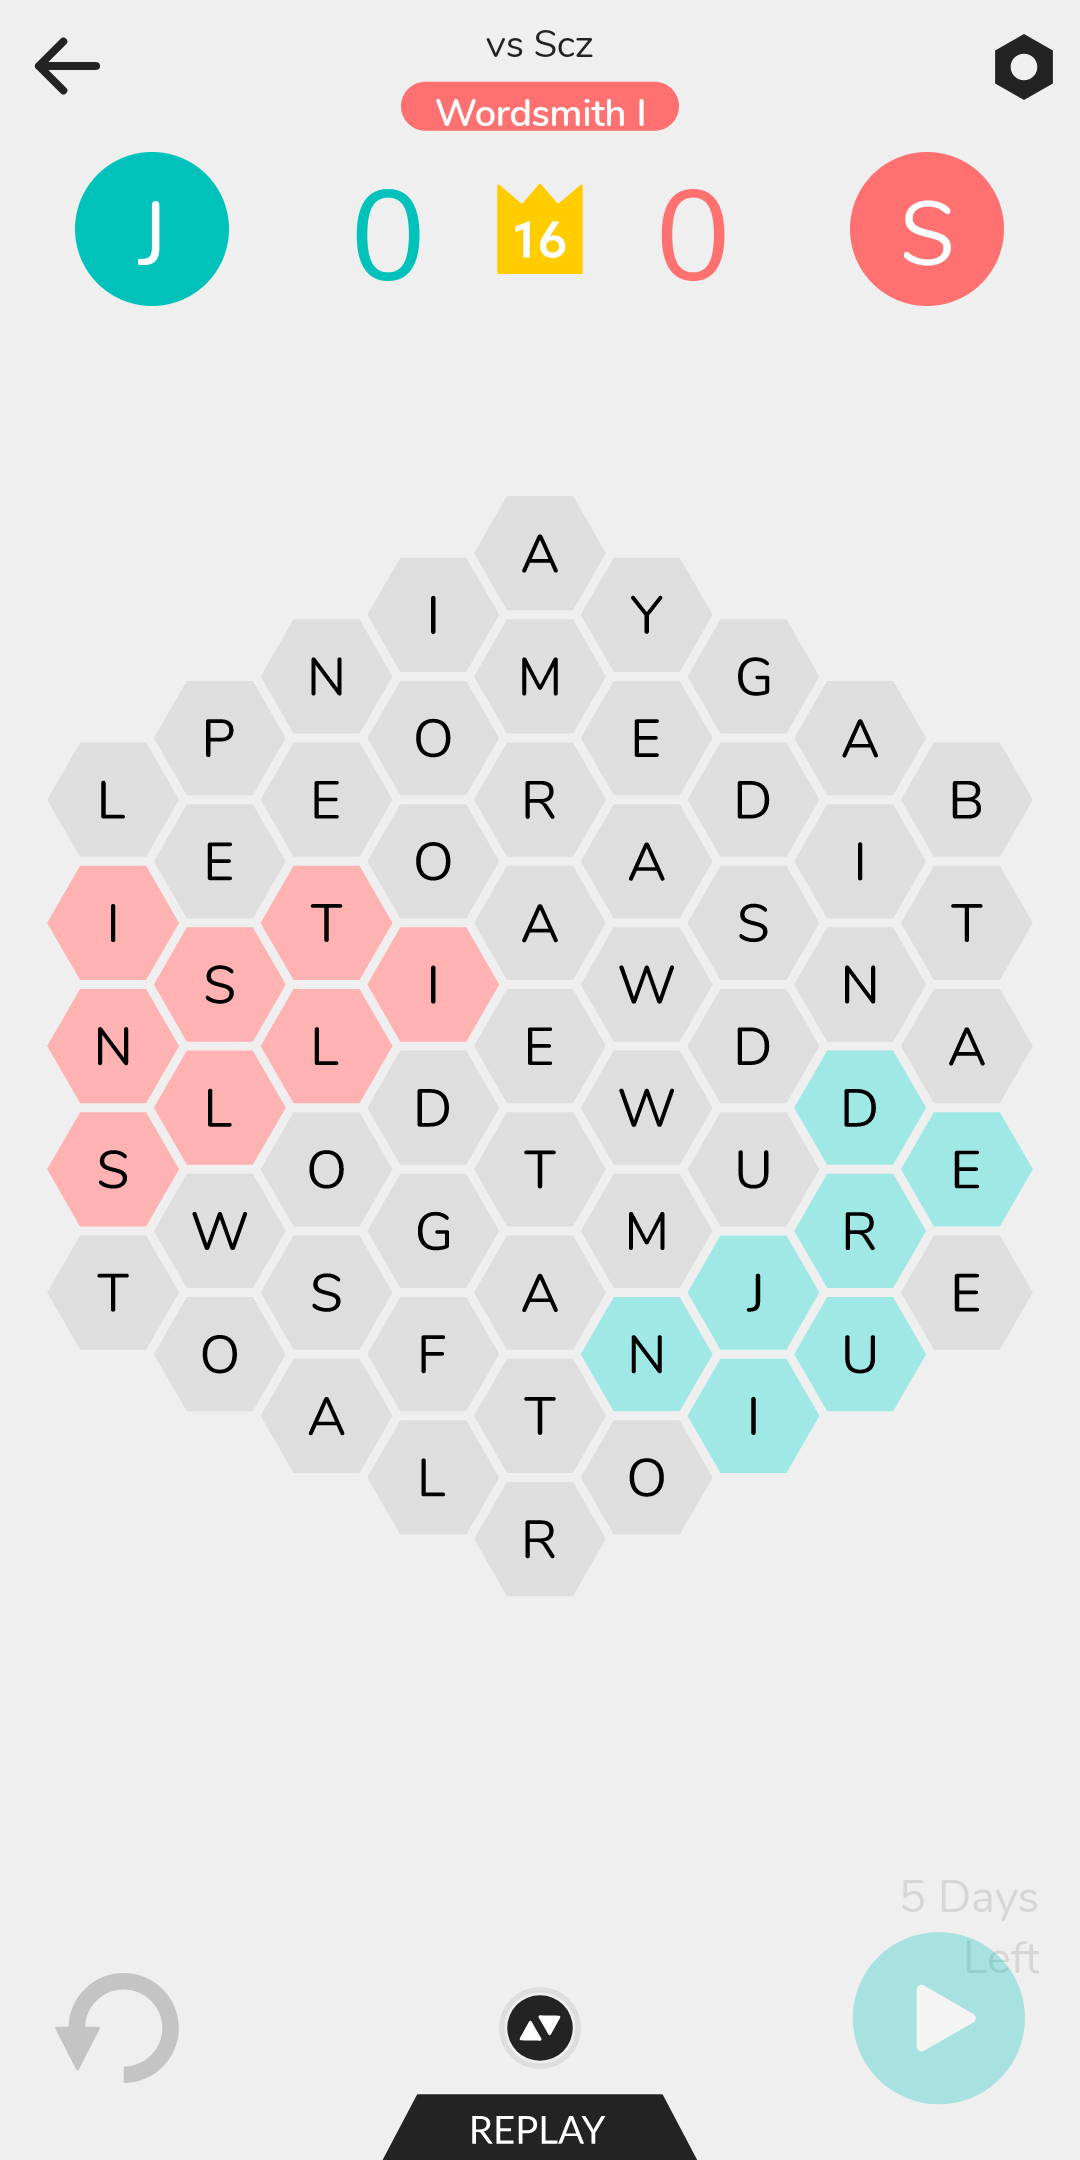 vs Scz
Wordsmith I
J 0 16 0 S
A
I Y
N M G
P O E A
L E R D B
E O A I
I T A S T
S I W N
N L E D A
L D W D
S O T U E
W G M R
T S A J E
O F N U
A T I
L O
R
5 Days
Left
REPLAY